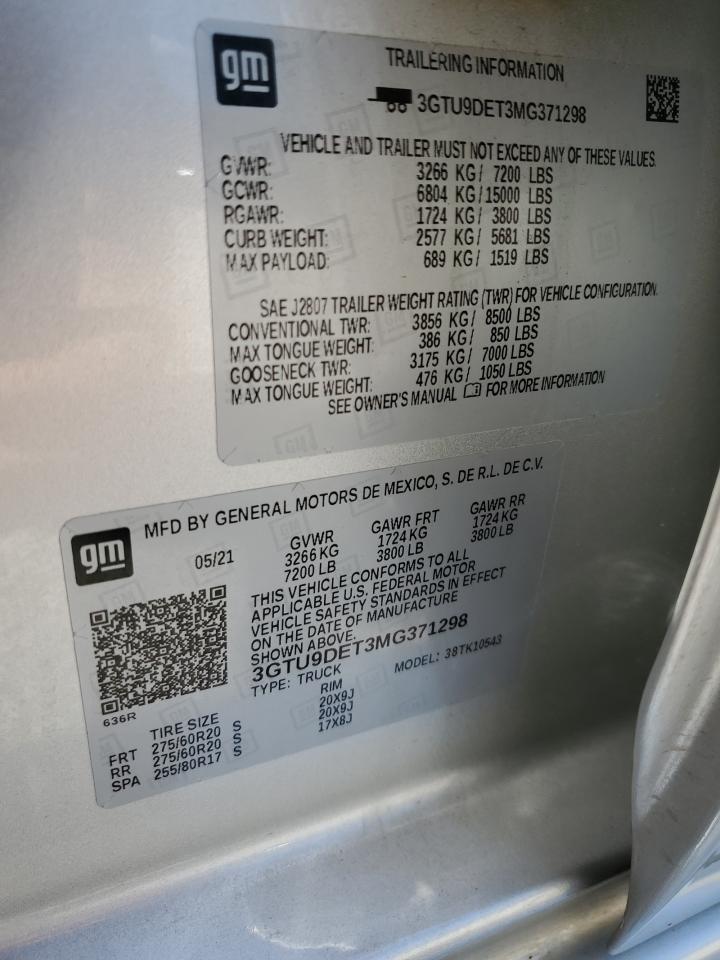 gm
TRAILERING INFORMATION
3GTU9DET3MG371298
VEHICLE AND TRAILER MUST NOT EXCEED ANY OF THESE VALUES.
GVWR: 3266 KG/ 7200 LBS
GCWR: 6804 KG/15000 LBS
RGAWR: 1724 KG/ 3800 LBS
CURB WEIGHT: 2577 KG/ 5681 LBS
MAX PAYLOAD: 689 KG/ 1519 LBS
SAE J2807 TRAILER WEIGHT RATING (TWR) FOR VEHICLE CONFIGURATION.
CONVENTIONAL TWR: 3856 KG/ 8500 LBS
MAX TONGUE WEIGHT: 386 KG/ 850 LBS
GOOSENECK TWR: 3175 KG/ 7000 LBS
MAX TONGUE WEIGHT: 476 KG/ 1050 LBS
SEE OWNER'S MANUAL FOR MORE INFORMATION
gm
MFD BY GENERAL MOTORS DE MEXICO, S. DE R.L. DE C.V.
05/21 GVWR GAWR FRT GAWR RR
3266 KG 1724 KG 1724 KG
7200 LB 3800 LB 3800 LB
THIS VEHICLE CONFORMS TO ALL
APPLICABLE U.S. FEDERAL MOTOR
VEHICLE SAFETY STANDARDS IN EFFECT
ON THE DATE OF MANUFACTURE
SHOWN ABOVE.
3GTU9DET3MG371298
TYPE: TRUCK MODEL: 38TK10543
636R
TIRE SIZE RIM
FRT 275/60R20 S 20X9J
RR 275/60R20 S 20X9J
SPA 255/80R17 S 17X8J